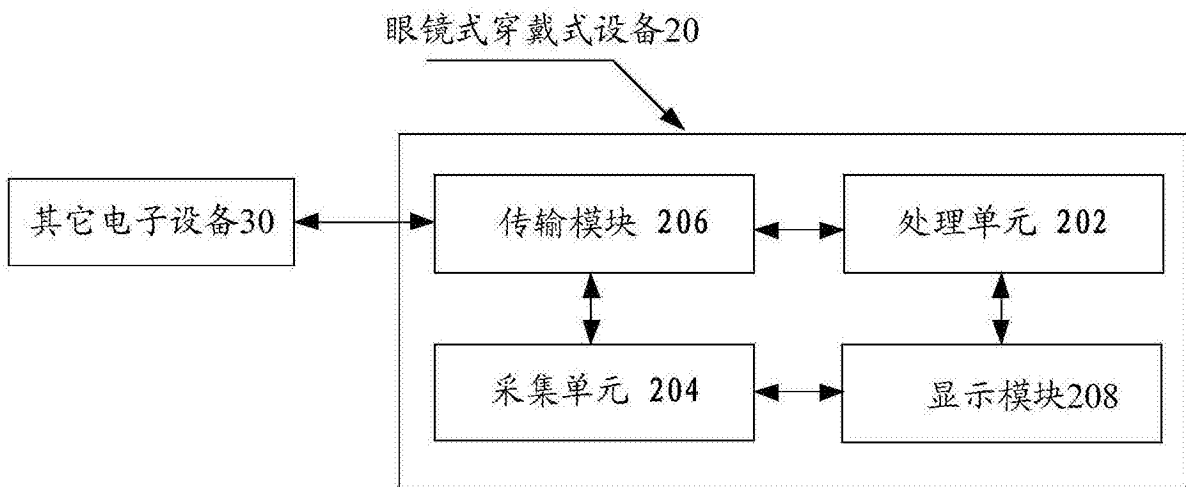 眼镜式穿戴式设备20
其它电子设备30
传输模块 206
处理单元 202
采集单元 204
显示模块208